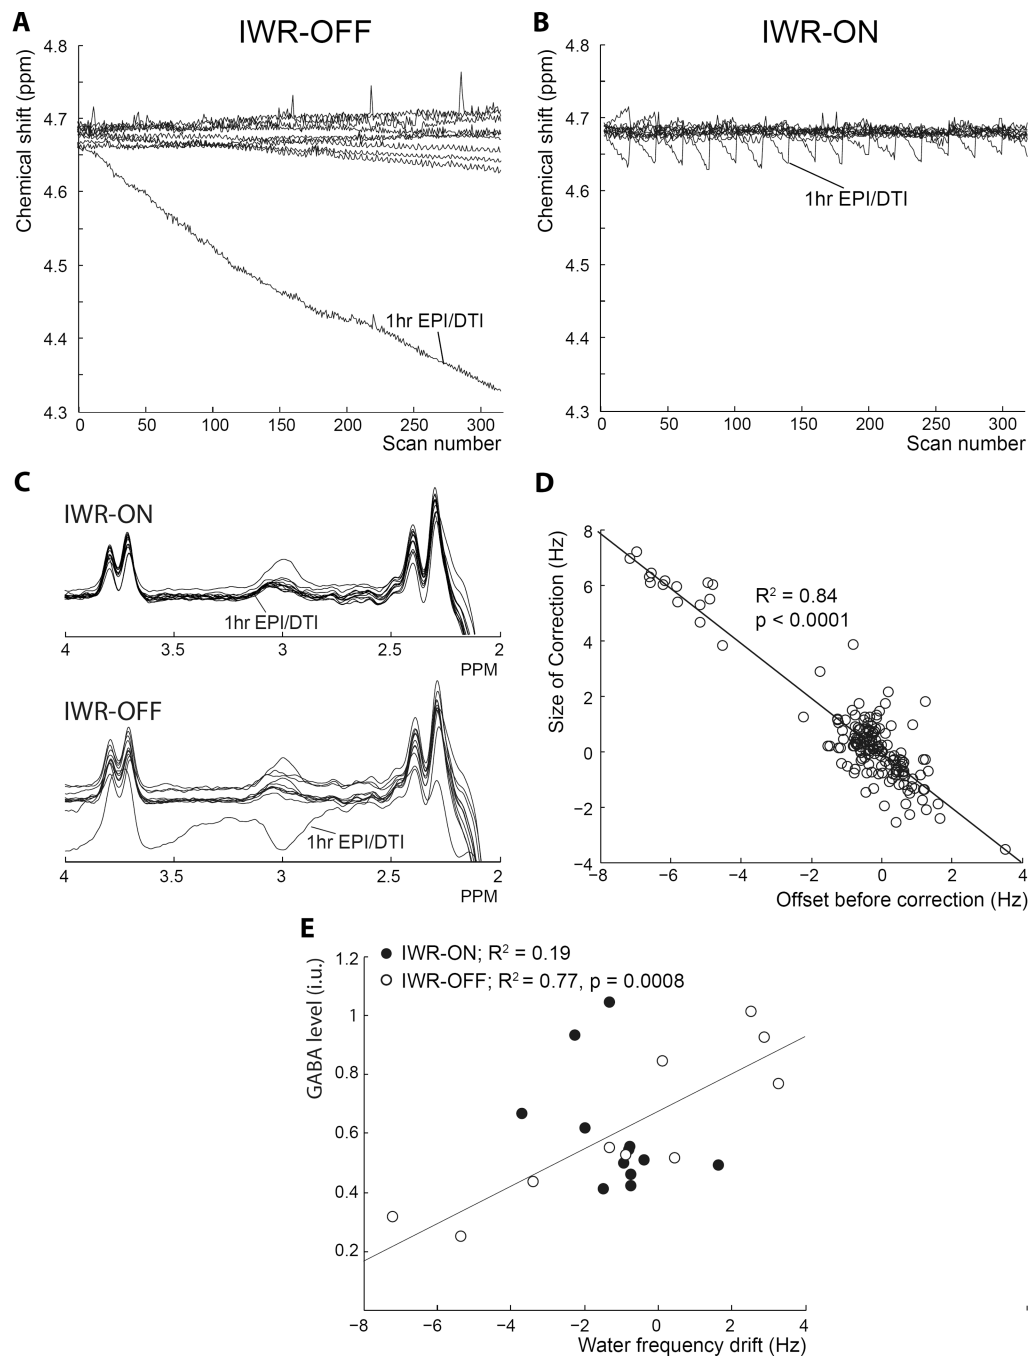 A
IWR-OFF
4.8
4.7
4.6
4.5
4.4
4.3
Chemical shift (ppm)
1hr EPI/DTI
0 50 100 150 200 250 300
Scan number
B
IWR-ON
4.8
4.7
4.6
4.5
4.4
4.3
Chemical shift (ppm)
1hr EPI/DTI
0 50 100 150 200 250 300
Scan number
C
IWR-ON
1hr EPI/DTI
4 3.5 3 2.5 2
PPM
IWR-OFF
1hr EPI/DTI
4 3.5 3 2.5 2
PPM
D
8
6
4
2
0
−2
−4
Size of Correction (Hz)
R² = 0.84
p < 0.0001
−8 −6 −4 −2 0 2 4
Offset before correction (Hz)
E
IWR-ON; R² = 0.19
IWR-OFF; R² = 0.77, p = 0.0008
1.2
1
0.8
0.6
0.4
0.2
GABA level (i.u.)
−8 −6 −4 −2 0 2 4
Water frequency drift (Hz)